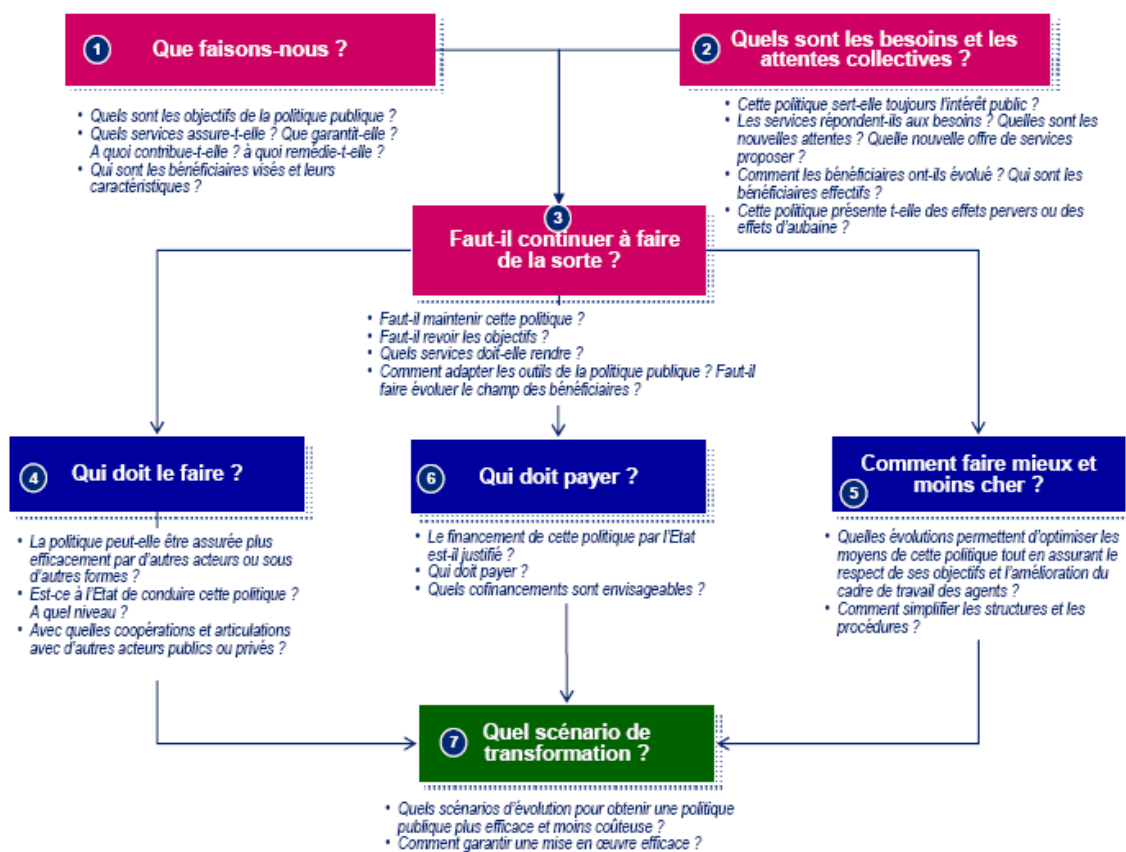 1
Que faisons-nous ?
• Quels sont les objectifs de la politique publique ?
• Quels services assure-t-elle ? Que garantit-elle ?
A quoi contribue-t-elle ? à quoi remédie-t-elle ?
• Qui sont les bénéficiaires visés et leurs
caractéristiques ?
2
Quels sont les besoins et les
attentes collectives ?
• Cette politique sert-elle toujours l'intérêt public ?
• Les services répondent-ils aux besoins ? Quelles sont les
nouvelles attentes ? Quelle nouvelle offre de services
proposer ?
• Comment les bénéficiaires ont-ils évolué ? Qui sont les
bénéficiaires effectifs ?
• Cette politique présente t-elle des effets pervers ou des
effets d'aubaine ?
3
Faut-il continuer à faire
de la sorte ?
• Faut-il maintenir cette politique ?
• Faut-il revoir les objectifs ?
• Quels services doit-elle rendre ?
• Comment adapter les outils de la politique publique ? Faut-il
faire évoluer le champ des bénéficiaires ?
4
Qui doit le faire ?
• La politique peut-elle être assurée plus
efficacement par d'autres acteurs ou sous
d'autres formes ?
• Est-ce à l'Etat de conduire cette politique ?
A quel niveau ?
• Avec quelles coopérations et articulations
avec d'autres acteurs publics ou privés ?
6
Qui doit payer ?
• Le financement de cette politique par l'Etat
est-il justifié ?
• Qui doit payer ?
• Quels cofinancements sont envisageables ?
Comment faire mieux et
5
moins cher ?
• Quelles évolutions permettent d'optimiser les
moyens de cette politique tout en assurant le
respect de ses objectifs et l'amélioration du
cadre de travail des agents ?
• Comment simplifier les structures et les
procédures ?
7
Quel scénario de
transformation ?
• Quels scénarios d'évolution pour obtenir une politique
publique plus efficace et moins coûteuse ?
• Comment garantir une mise en œuvre efficace ?